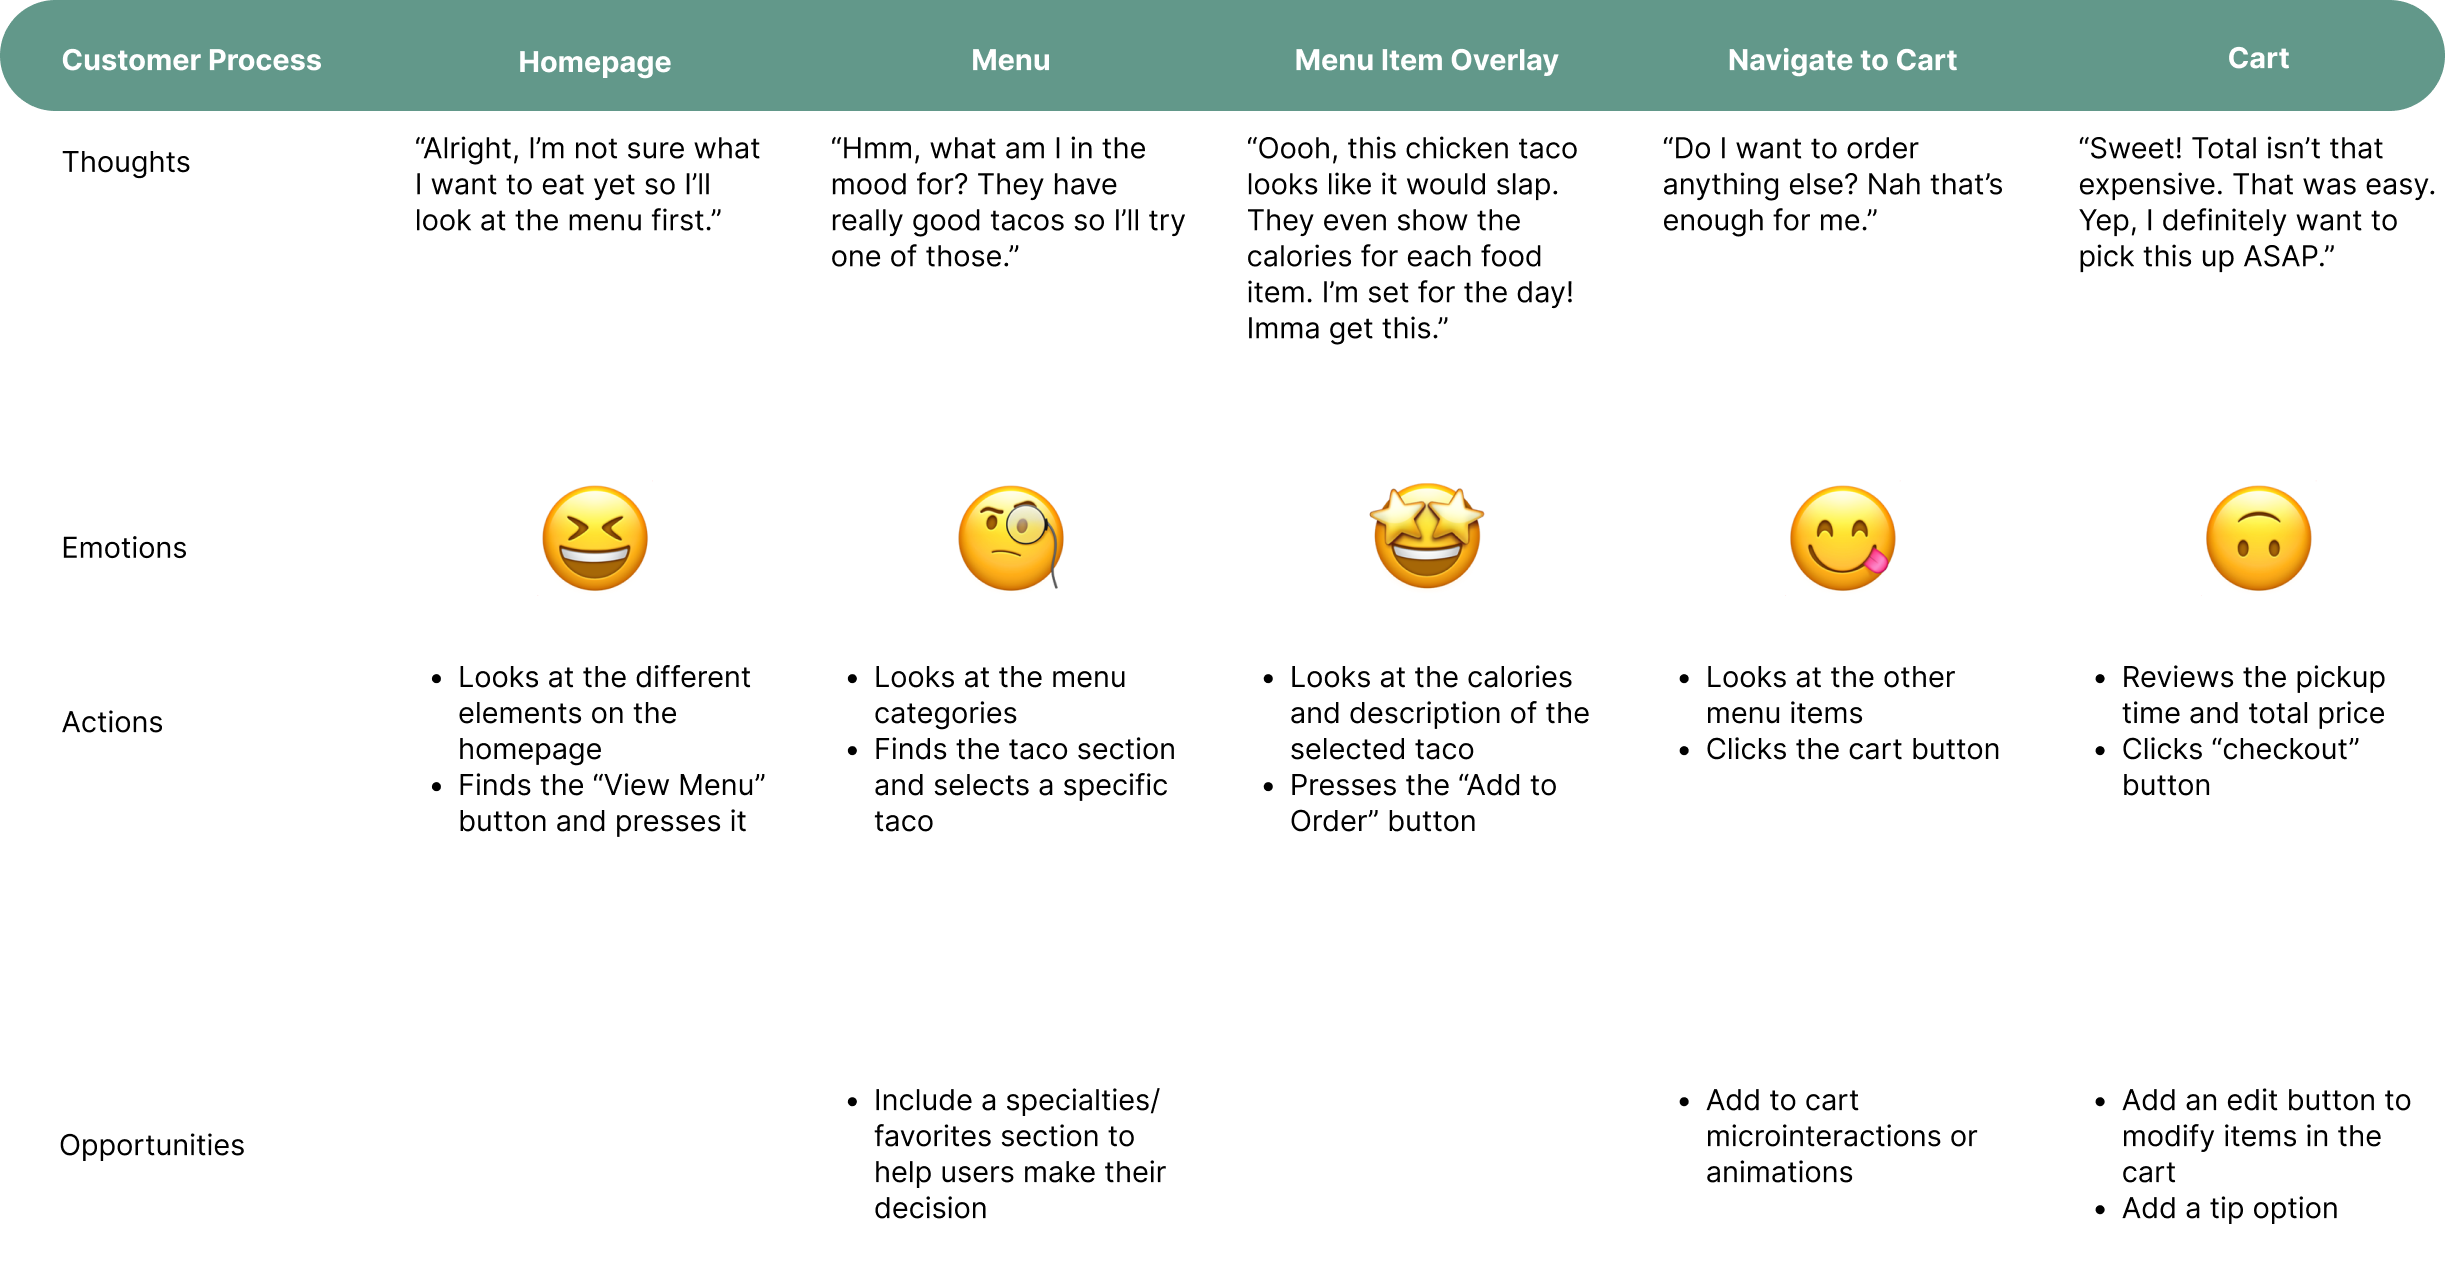 Customer Process
Homepage
Menu
Menu Item Overlay
Navigate to Cart
Cart
Thoughts
“Alright, I’m not sure what
I want to eat yet so I’ll
look at the menu first.”
“Hmm, what am I in the
mood for? They have
really good tacos so I’ll try
one of those.”
“Oooh, this chicken taco
looks like it would slap.
They even show the
calories for each food
item. I’m set for the day!
Imma get this.”
“Do I want to order
anything else? Nah that’s
enough for me.”
“Sweet! Total isn’t that
expensive. That was easy.
Yep, I definitely want to
pick this up ASAP.”
Emotions
Actions
• Looks at the different
elements on the
homepage
• Finds the “View Menu”
button and presses it
• Looks at the menu
categories
• Finds the taco section
and selects a specific
taco
• Looks at the calories
and description of the
selected taco
• Presses the “Add to
Order” button
• Looks at the other
menu items
• Clicks the cart button
• Reviews the pickup
time and total price
• Clicks “checkout”
button
Opportunities
• Include a specialties/
favorites section to
help users make their
decision
• Add to cart
microinteractions or
animations
• Add an edit button to
modify items in the
cart
• Add a tip option